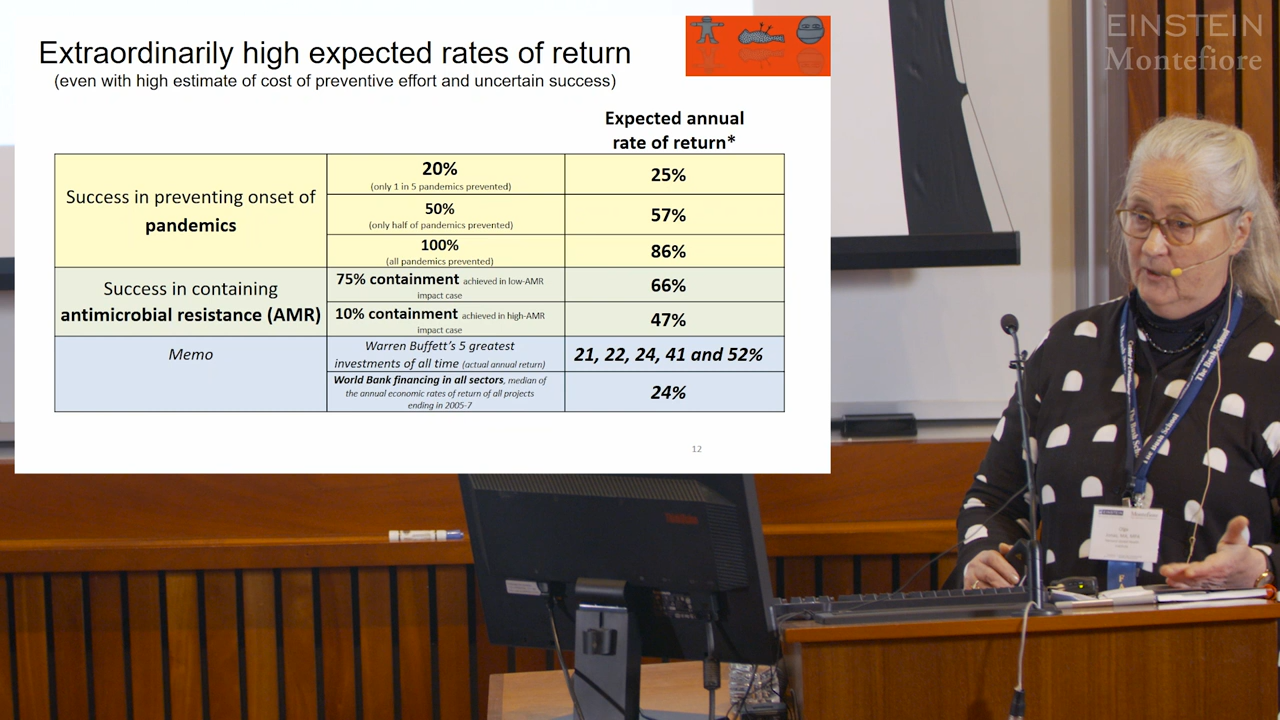 EINSTEIN
Montefiore
Extraordinarily high expected rates of return
(even with high estimate of cost of preventive effort and uncertain success)
Expected annual
rate of return*
Success in preventing onset of
pandemics
20%
(only 1 in 5 pandemics prevented)
25%
50%
(only half of pandemics prevented)
57%
100%
(all pandemics prevented)
86%
Success in containing
antimicrobial resistance (AMR)
75% containment achieved in low-AMR
impact case
66%
10% containment achieved in high-AMR
impact case
47%
Memo
Warren Buffett's 5 greatest
investments of all time (actual annual return)
21, 22, 24, 41 and 52%
World Bank financing in all sectors, median of
the annual economic rates of return of all projects
ending in 2005-7
24%
12
The Bush School